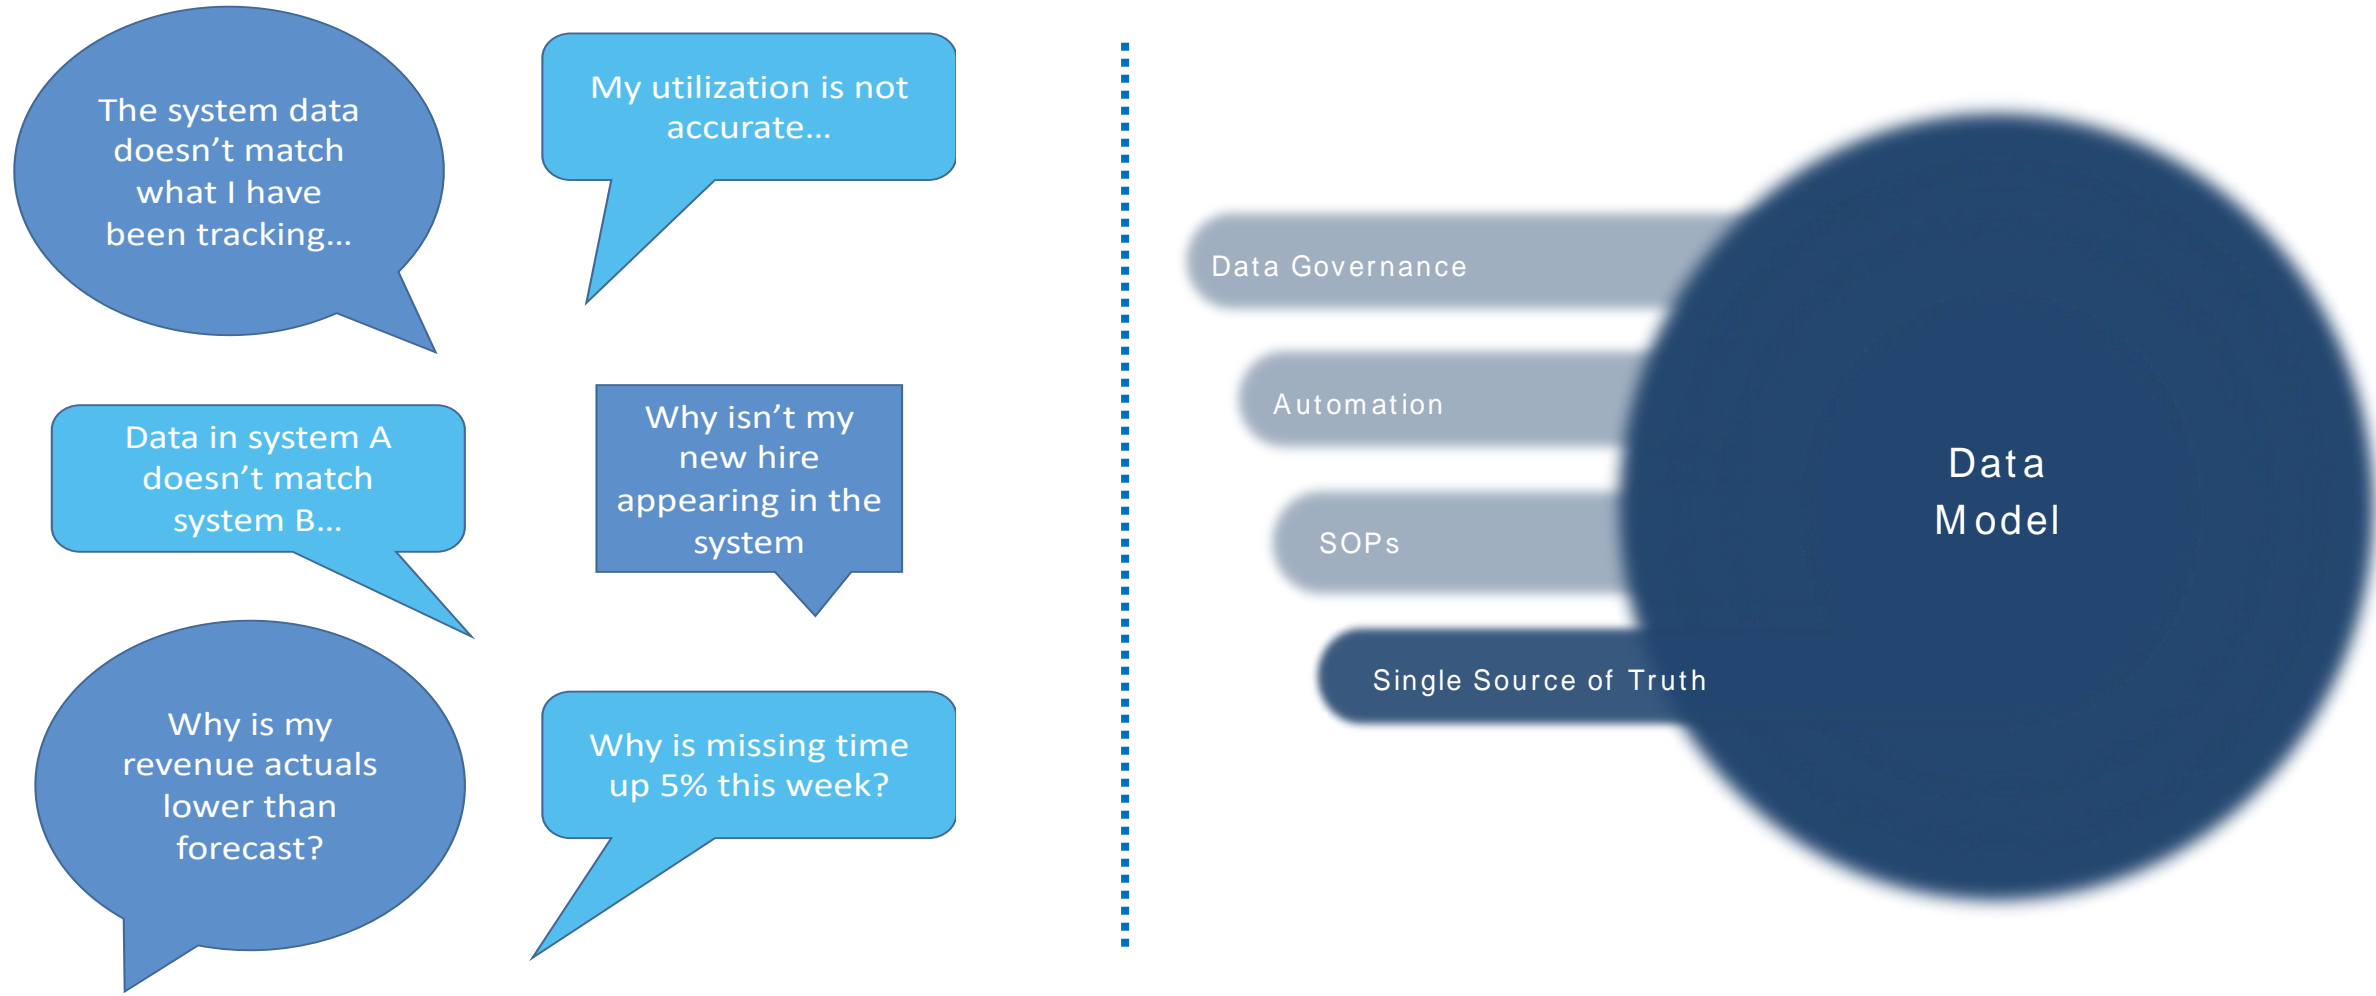 The system data
doesn’t match
what I have
been tracking…
My utilization is not
accurate…
Data in system A
doesn’t match
system B…
Why isn’t my
new hire
appearing in the
system
Why is my
revenue actuals
lower than
forecast?
Why is missing time
up 5% this week?
Data Governance
Automation
SOPs
Single Source of Truth
Data
Model